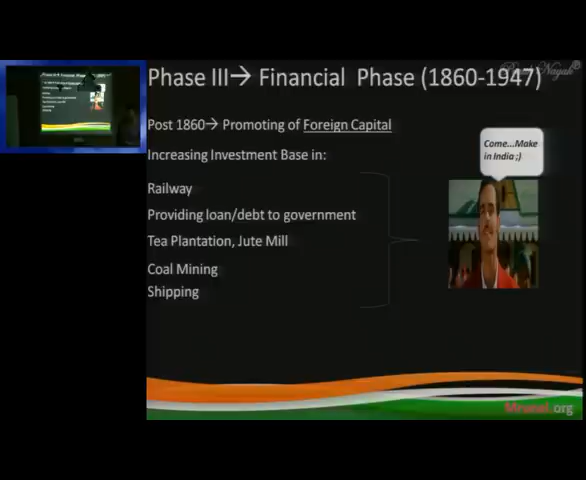 Phase III→ Financial Phase (1860-1947)
Post 1860→ Promoting of Foreign Capital
Increasing Investment Base in:
Come...Make
in India ;)
Railway
Providing loan/debt to government
Tea Plantation, Jute Mill
Coal Mining
Shipping
Mrunal.org